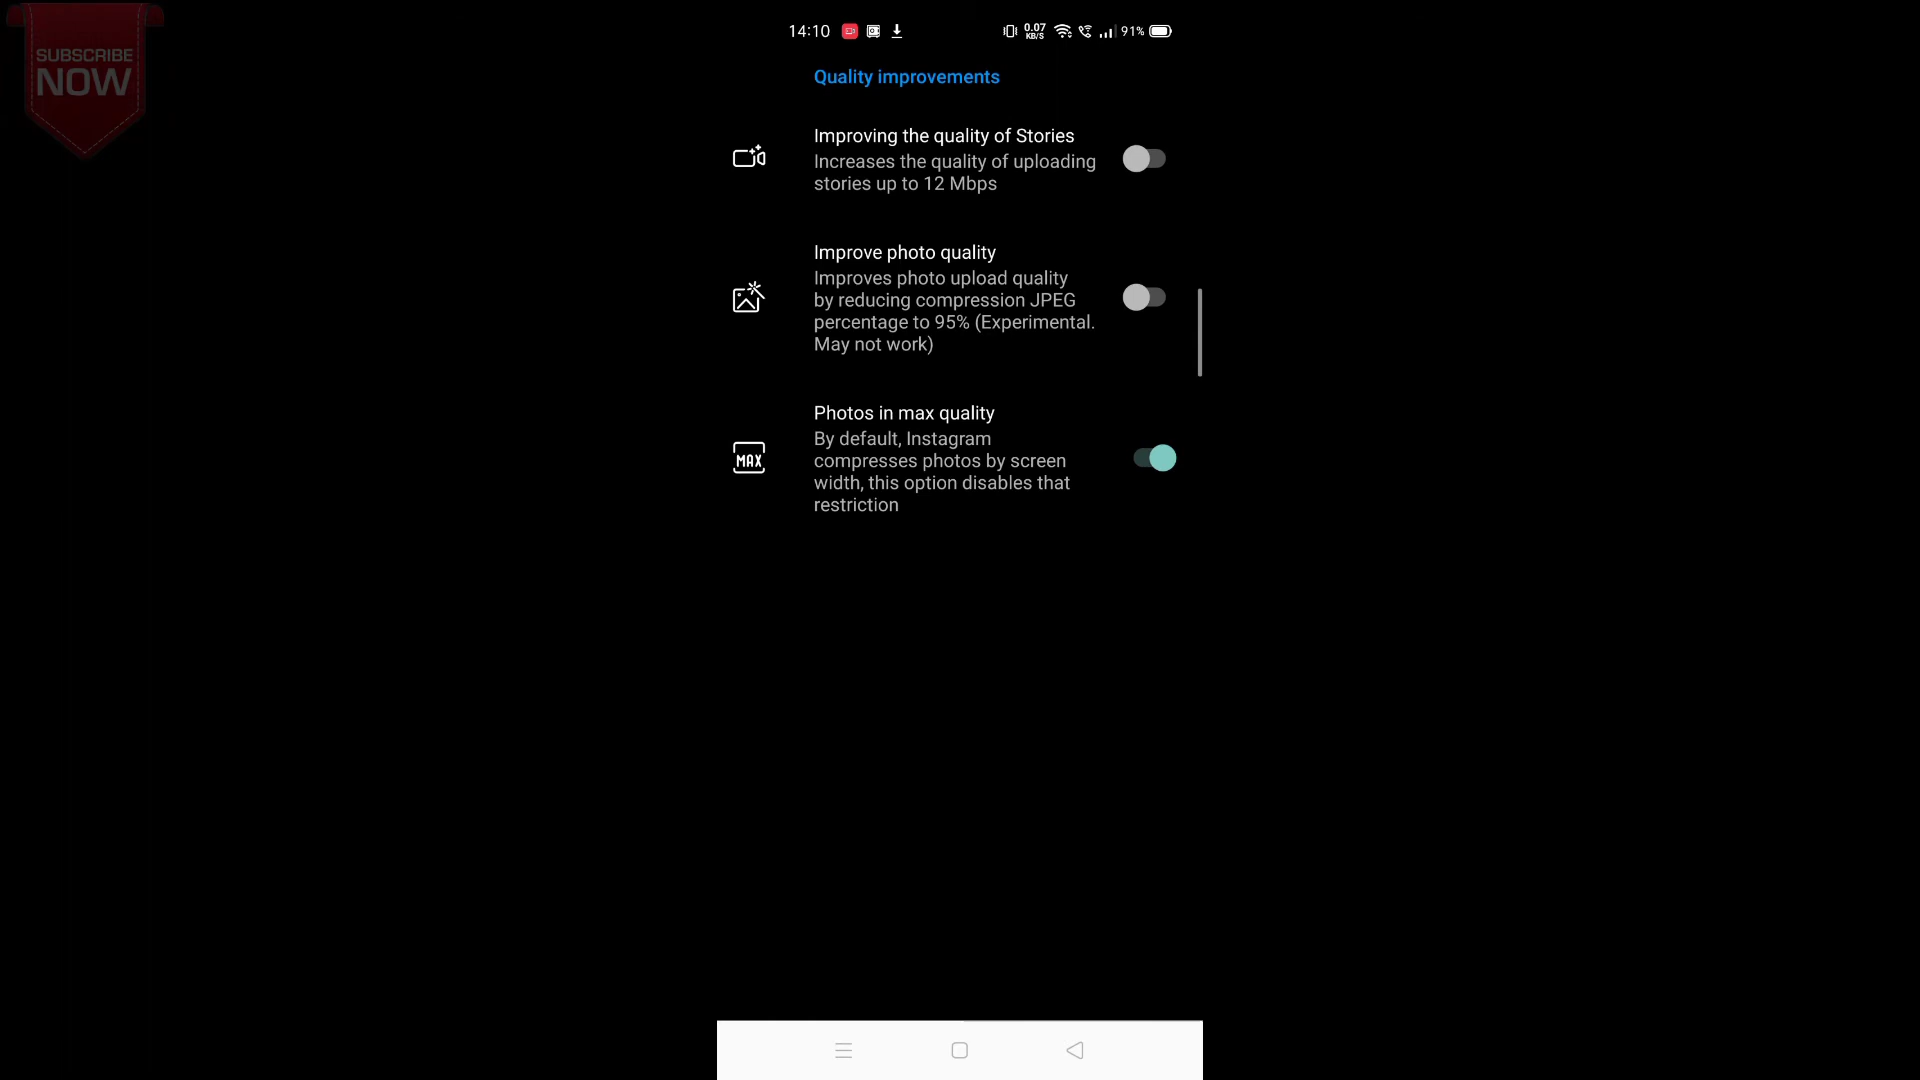 SUBSCRIBE
NOW
14:10
0.07
KB/S
91%
Quality improvements
Improving the quality of Stories
Increases the quality of uploading
stories up to 12 Mbps
Improve photo quality
Improves photo upload quality
by reducing compression JPEG
percentage to 95% (Experimental.
May not work)
MAX
Photos in max quality
By default, Instagram
compresses photos by screen
width, this option disables that
restriction